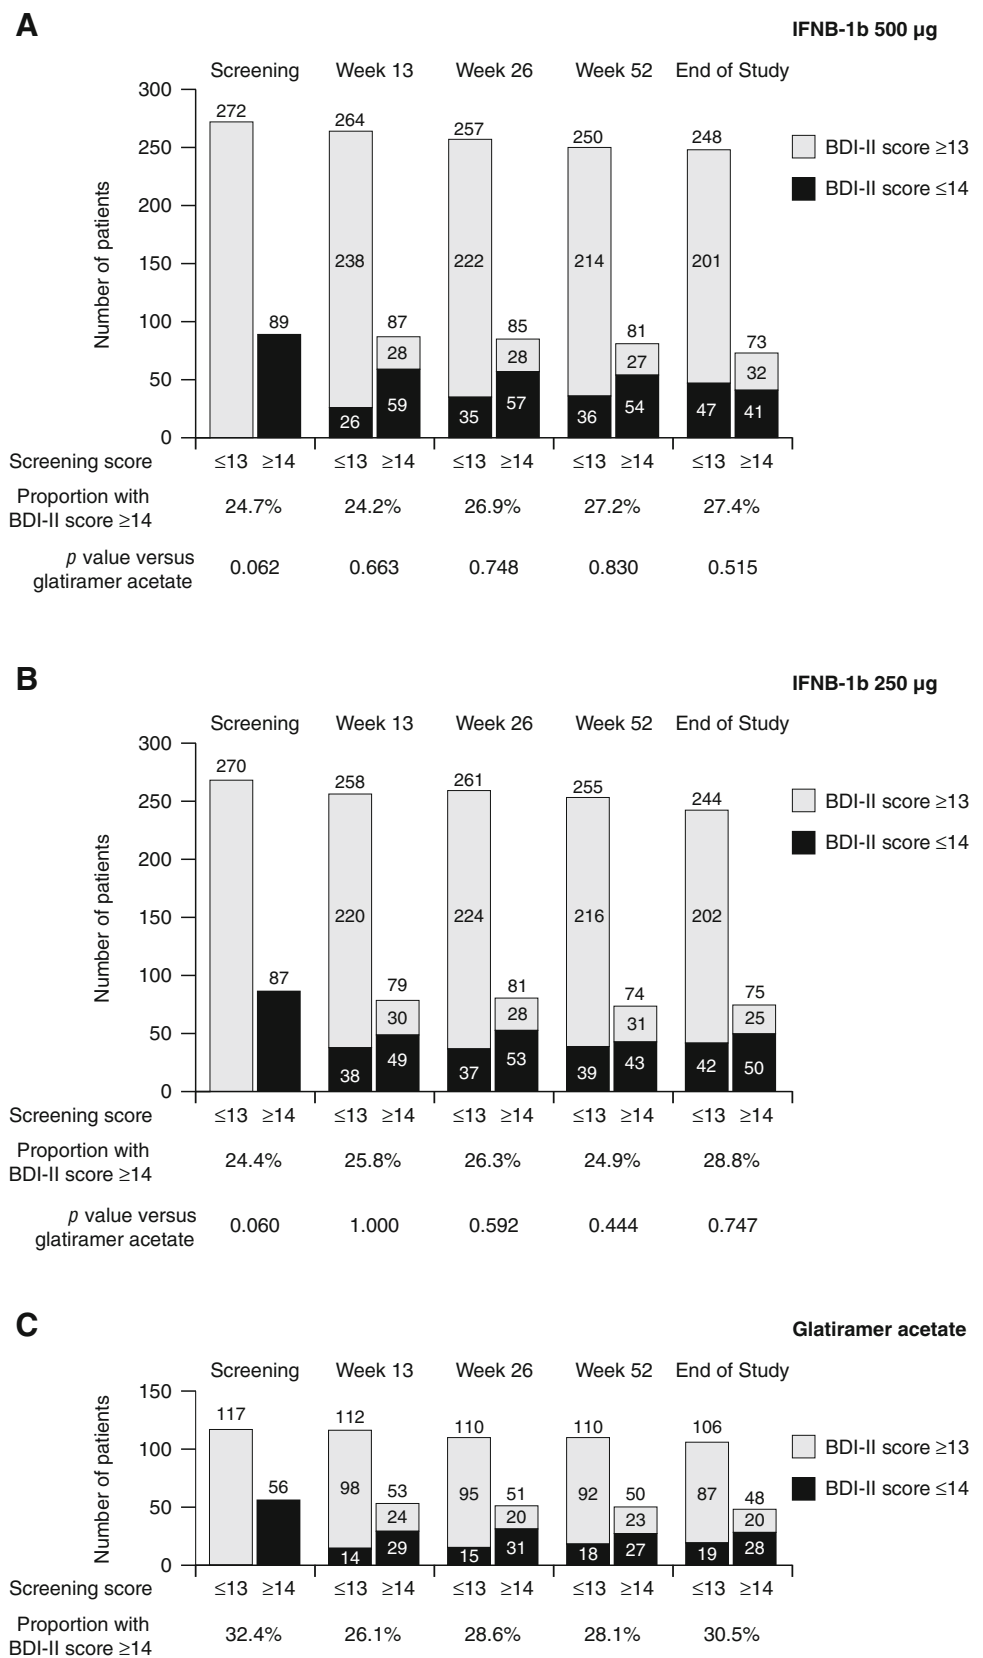 A
IFNB-1b 500 µg
Screening Week 13 Week 26 Week 52 End of Study
300
250
200
150
100
50
0
Number of patients
272
89
264
238
26
87
28
59
257
222
35
85
28
57
250
214
36
81
27
54
248
201
47
73
32
41
BDI-II score ≥13
BDI-II score ≤14
Screening score ≤13 ≥14 ≤13 ≥14 ≤13 ≥14 ≤13 ≥14 ≤13 ≥14
Proportion with
BDI-II score ≥14
24.7% 24.2% 26.9% 27.2% 27.4%
p value versus
glatiramer acetate
0.062 0.663 0.748 0.830 0.515
B
IFNB-1b 250 µg
Screening Week 13 Week 26 Week 52 End of Study
300
250
200
150
100
50
0
Number of patients
270
87
258
220
38
79
30
49
261
224
37
81
28
53
255
216
39
74
31
43
244
202
42
75
25
50
BDI-II score ≥13
BDI-II score ≤14
Screening score ≤13 ≥14 ≤13 ≥14 ≤13 ≥14 ≤13 ≥14 ≤13 ≥14
Proportion with
BDI-II score ≥14
24.4% 25.8% 26.3% 24.9% 28.8%
p value versus
glatiramer acetate
0.060 1.000 0.592 0.444 0.747
C
Glatiramer acetate
Screening Week 13 Week 26 Week 52 End of Study
150
100
50
0
Number of patients
117
56
112
98
14
53
24
29
110
95
15
51
20
31
110
92
18
50
23
27
106
87
19
48
20
28
BDI-II score ≥13
BDI-II score ≤14
Screening score ≤13 ≥14 ≤13 ≥14 ≤13 ≥14 ≤13 ≥14 ≤13 ≥14
Proportion with
BDI-II score ≥14
32.4% 26.1% 28.6% 28.1% 30.5%